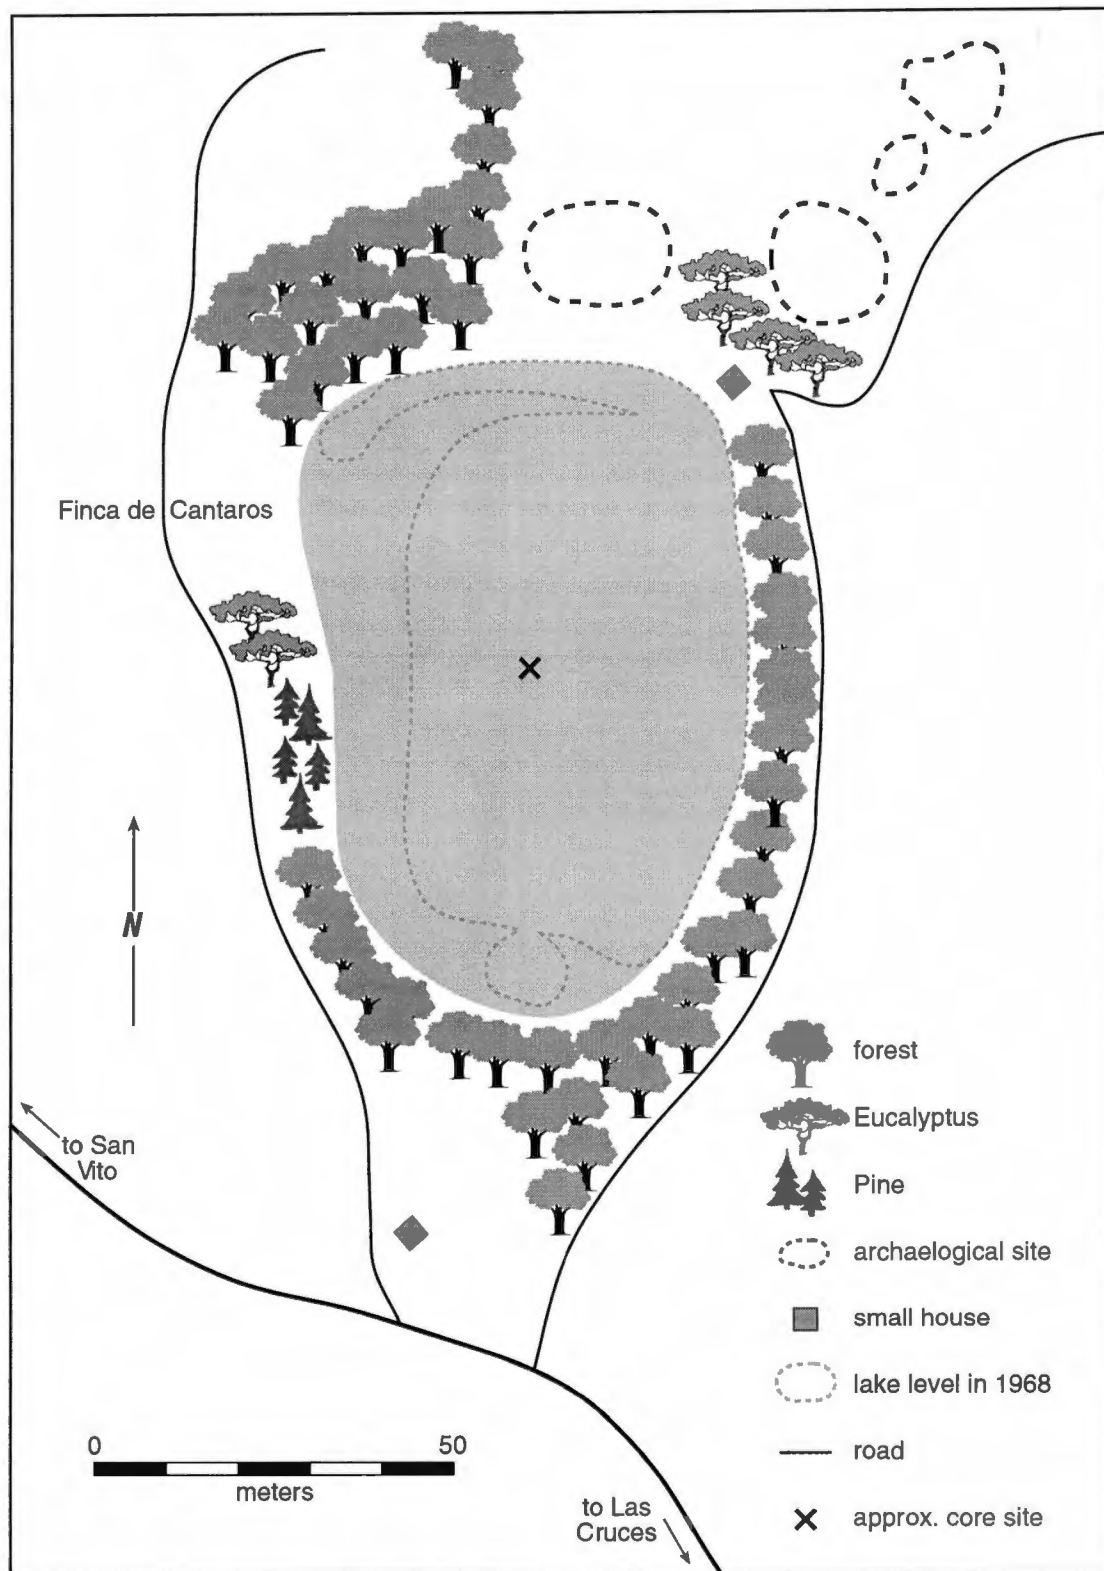 Finca de Cantaros
N
to San
Vito
forest
Eucalyptus
Pine
archaelogical site
small house
lake level in 1968
road
approx. core site
0 50
meters
to Las
Cruces